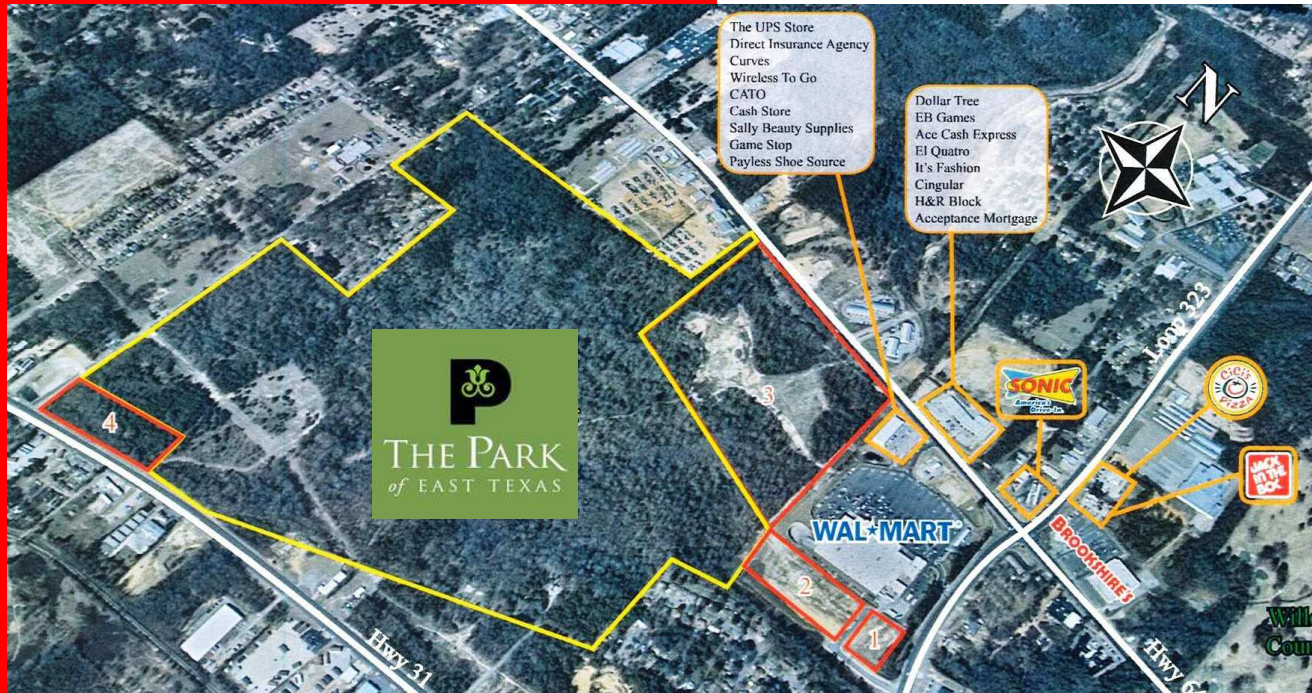 The UPS Store
Direct Insurance Agency
Curves
Wireless To Go
CATO
Cash Store
Sally Beauty Supplies
Game Stop
Payless Shoe Source
Dollar Tree
EB Games
Ace Cash Express
El Quatro
It's Fashion
Cingular
H&R Block
Acceptance Mortgage
N
Loop 323
SONIC
America's
Drive-In.
CiCi's
PIZZA
JACK
IN THE
BOX
3
4
P
THE PARK
of EAST TEXAS
WAL★MART
BROOKSHIRE'S
2
1
Hwy 31
Hwy